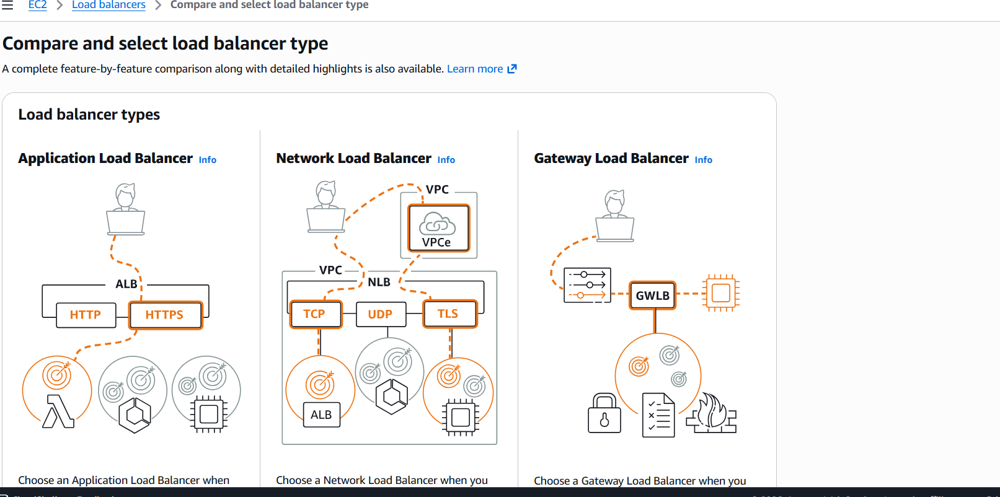 EC2 > Load balancers > Compare and select load balancer type
Compare and select load balancer type
A complete feature-by-feature comparison along with detailed highlights is also available. Learn more
Load balancer types
Application Load Balancer Info
ALB
HTTP
HTTPS
Choose an Application Load Balancer when
Network Load Balancer Info
VPC
VPCe
VPC
NLB
TCP
UDP
TLS
ALB
Choose a Network Load Balancer when you
Gateway Load Balancer Info
GWLB
Choose a Gateway Load Balancer when you